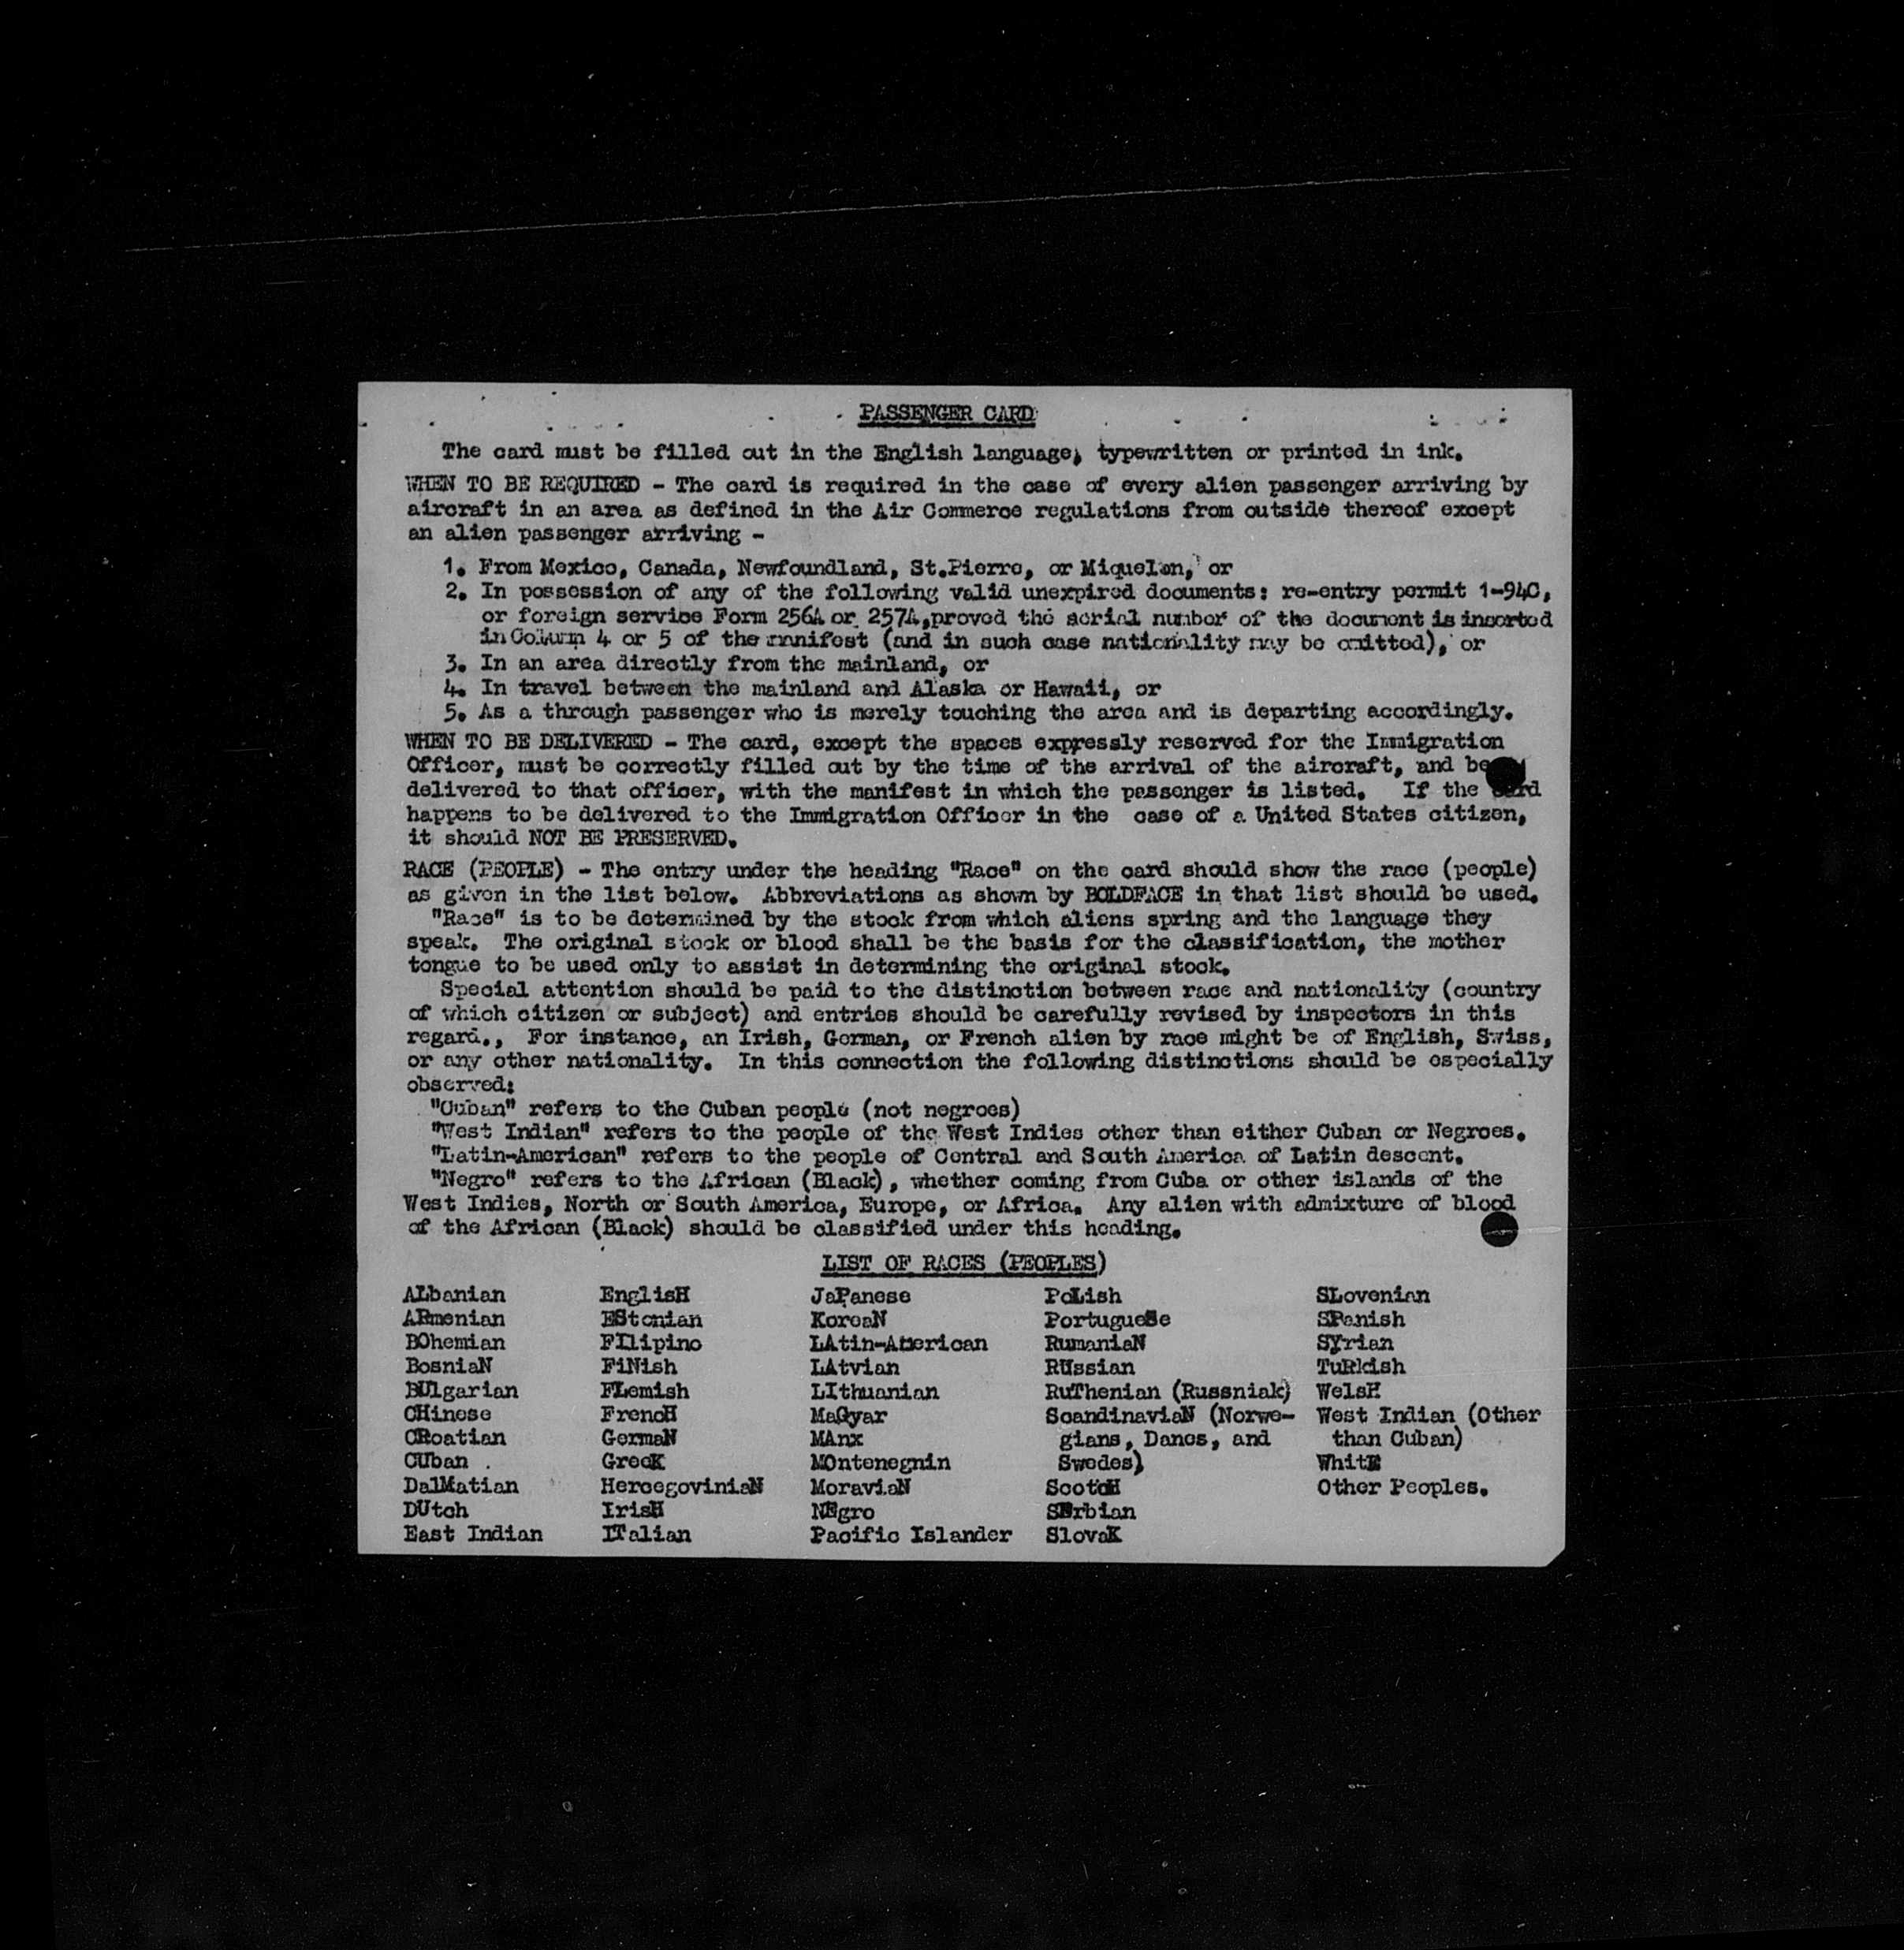 PASSENGER CARD
The card must be filled out in the English language, typewritten or printed in ink.
WHEN TO BE REQUIRED - The card is required in the case of every alien passenger arriving by
aircraft in an area as defined in the Air Commerce regulations from outside thereof except
an alien passenger arriving -
1. From Mexico, Canada, Newfoundland, St.Pierre, or Miquelon, or
2. In possession of any of the following valid unexpired documents: re-entry permit 1-94C,
or foreign service Form 256A or 257A,proved the serial number of the document is inserted
in Column 4 or 5 of the manifest (and in such case nationality may be omitted), or
3. In an area directly from the mainland, or
4. In travel between the mainland and Alaska or Hawaii, or
5. As a through passenger who is merely touching the area and is departing accordingly.
WHEN TO BE DELIVERED - The card, except the spaces expressly reserved for the Immigration
Officer, must be correctly filled out by the time of the arrival of the aircraft, and be
delivered to that officer, with the manifest in which the passenger is listed. If the card
happens to be delivered to the Immigration Officer in the case of a United States citizen,
it should NOT BE PRESERVED.
RACE (PEOPLE) - The entry under the heading "Race" on the card should show the race (people)
as given in the list below. Abbreviations as shown by BOLDFACE in that list should be used.
"Race" is to be determined by the stock from which aliens spring and the language they
speak. The original stock or blood shall be the basis for the classification, the mother
tongue to be used only to assist in determining the original stock.
Special attention should be paid to the distinction between race and nationality (country
of which citizen or subject) and entries should be carefully revised by inspectors in this
regard., For instance, an Irish, German, or French alien by race might be of English, Swiss,
or any other nationality. In this connection the following distinctions should be especially
observed:
"Cuban" refers to the Cuban people (not negroes)
"West Indian" refers to the people of the West Indies other than either Cuban or Negroes.
"Latin-American" refers to the people of Central and South America of Latin descent.
"Negro" refers to the African (Black), whether coming from Cuba or other islands of the
West Indies, North or South America, Europe, or Africa. Any alien with admixture of blood
of the African (Black) should be classified under this heading.
LIST OF RACES (PEOPLES)
ALbanian EnglisH JaPanese PoLish SLovenian
ARmenian EStonian KoreaN PortugueSe SPanish
BOhemian FIlipino LAtin-American RumaniaN SYrian
BosniaN FiNish LAtvian RUssian TuRkish
BUlgarian FLemish LIthuanian RuThenian (Russniak) WelsH
CHinese FrencH MaGyar ScandinaviaN (Norwe- West Indian (Other
CRoatian GermaN MAnx gians, Danes, and than Cuban)
CUban GreeK MOntenegnin Swedes) WhitE
DalMatian HercegoviniaN MoraviaN ScotcH Other Peoples.
DUtch IrisH NEgro SErbian
East Indian ITalian Pacific Islander SlovaK